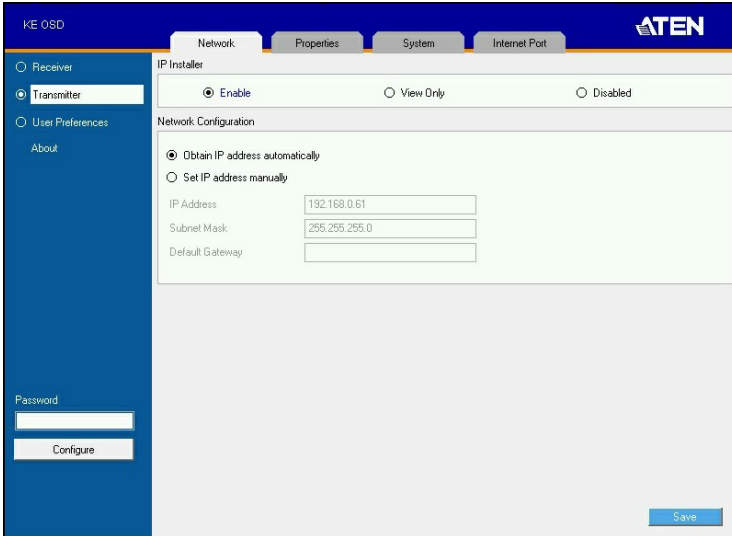 KE OSD
ATEN
Network Properties System Internet Port
Receiver
Transmitter
User Preferences
About
Password
Configure
IP Installer
Enable View Only Disabled
Network Configuration
Obtain IP address automatically
Set IP address manually
IP Address 192.168.0.61
Subnet Mask 255.255.255.0
Default Gateway
Save